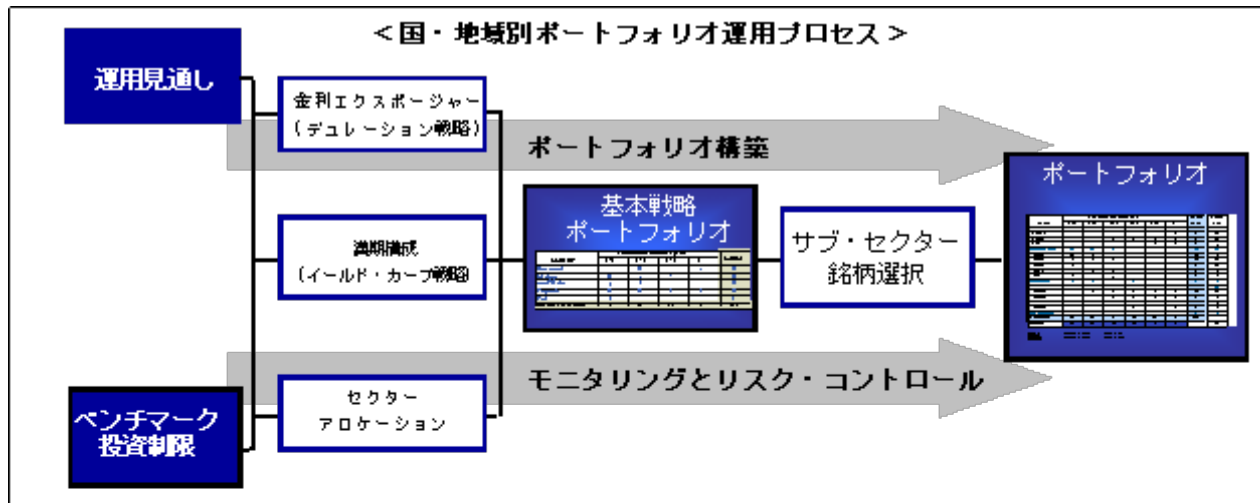 ＜国・地域別ポートフォリオ運用プロセス＞
運用見通し
金利エクスポージャー
(デュレーション戦略)
ポートフォリオ構築
ポートフォリオ
基本戦略
ポートフォリオ
満期構成
(イールド・カーブ戦略)
サブ・セクター
銘柄選択
モニタリングとリスク・コントロール
セクター
アロケーション
ベンチマーク
投資制限